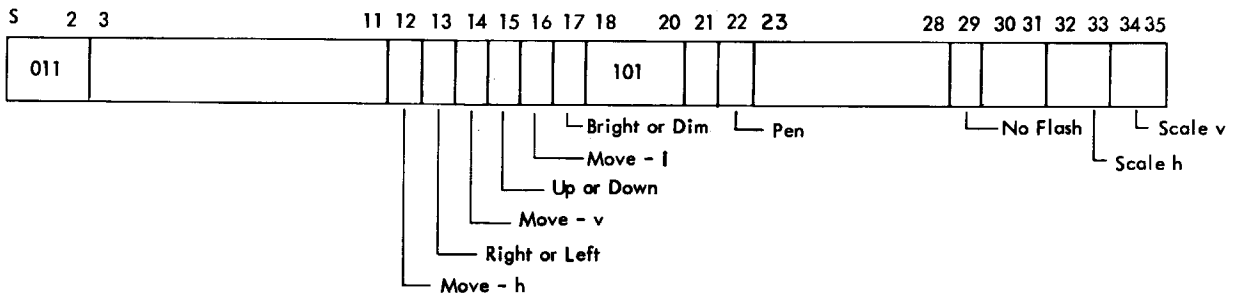 S 2 3 11 12 13 14 15 16 17 18 20 21 22 23 28 29 30 31 32 33 34 35
011 101
Bright or Dim Pen No Flash Scale v
Move - i Scale h
Up or Down
Move - v
Right or Left
Move - h